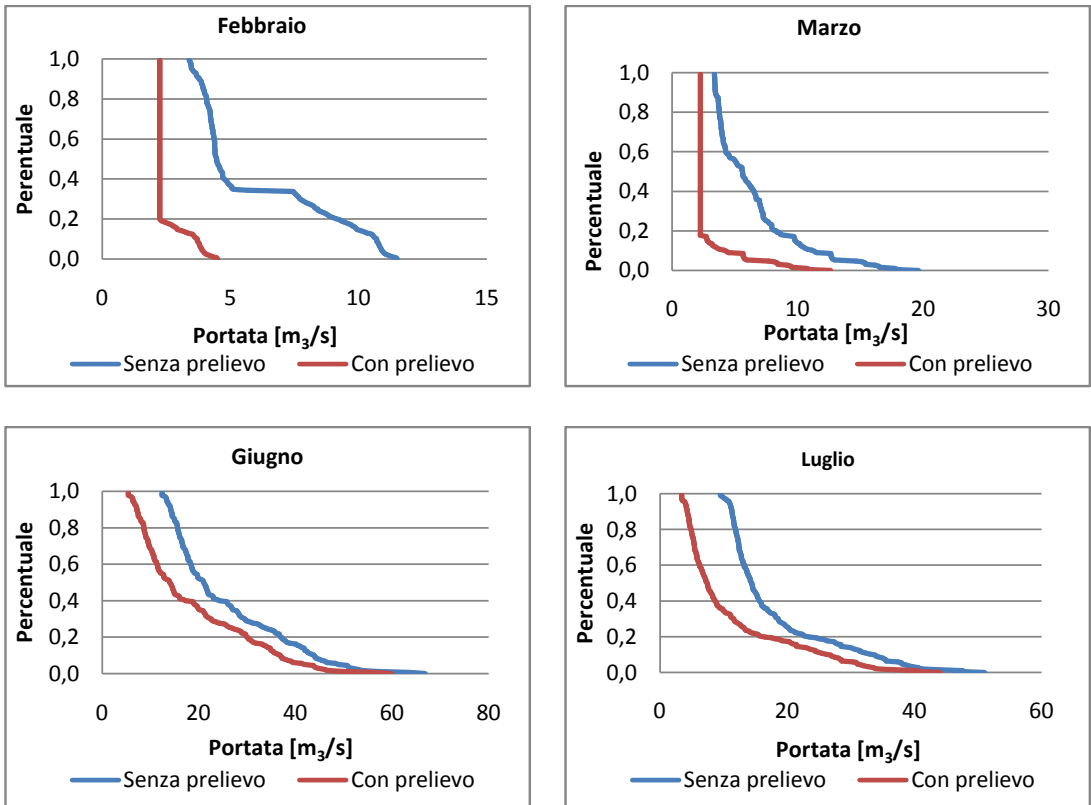 Febbraio
Perentuale
1,0
0,8
0,6
0,4
0,2
0,0
0 5 10 15
Portata [m3/s]
Senza prelievo Con prelievo
Marzo
Percentuale
1,0
0,8
0,6
0,4
0,2
0,0
0 10 20 30
Portata [m3/s]
Senza prelievo Con prelievo
Giugno
Percentuale
1,0
0,8
0,6
0,4
0,2
0,0
0 20 40 60 80
Portata [m3/s]
Senza prelievo Con prelievo
Luglio
Percentuale
1,0
0,8
0,6
0,4
0,2
0,0
0 20 40 60
Portata [m3/s]
Senza prelievo Con prelievo